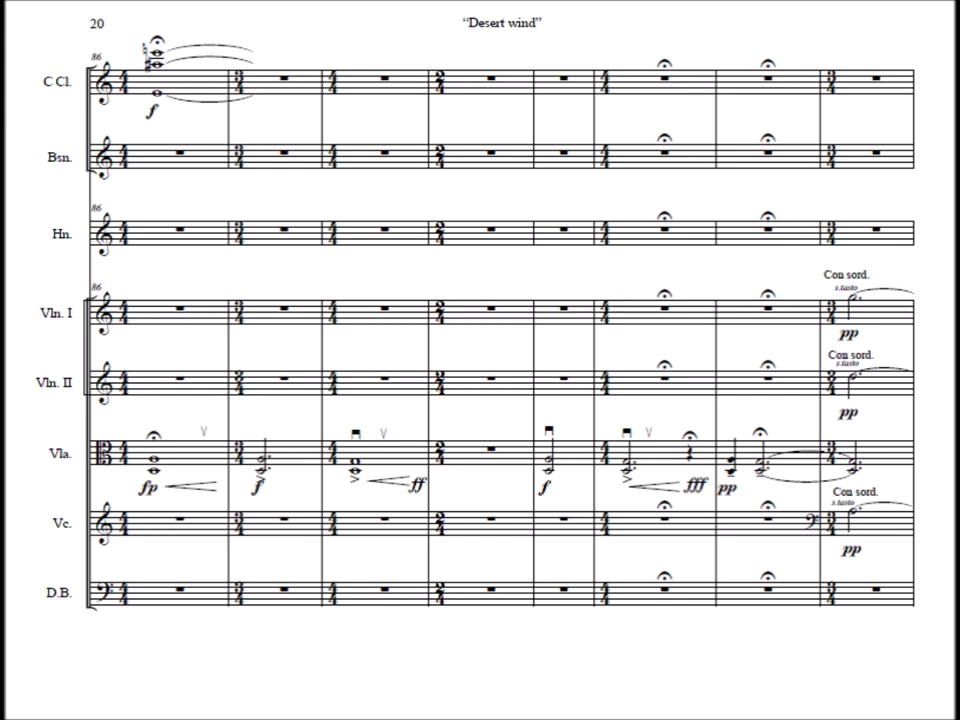 20
“Desert wind”
86
C Cl.
f
Bsn.
86
Hn.
86
Con sord.
s.tasto
Vln. I
pp
Con sord.
s.tasto
Vln. II
pp
Vla.
fp f ff f fff pp
Con sord.
s.tasto
Vc.
pp
D.B.